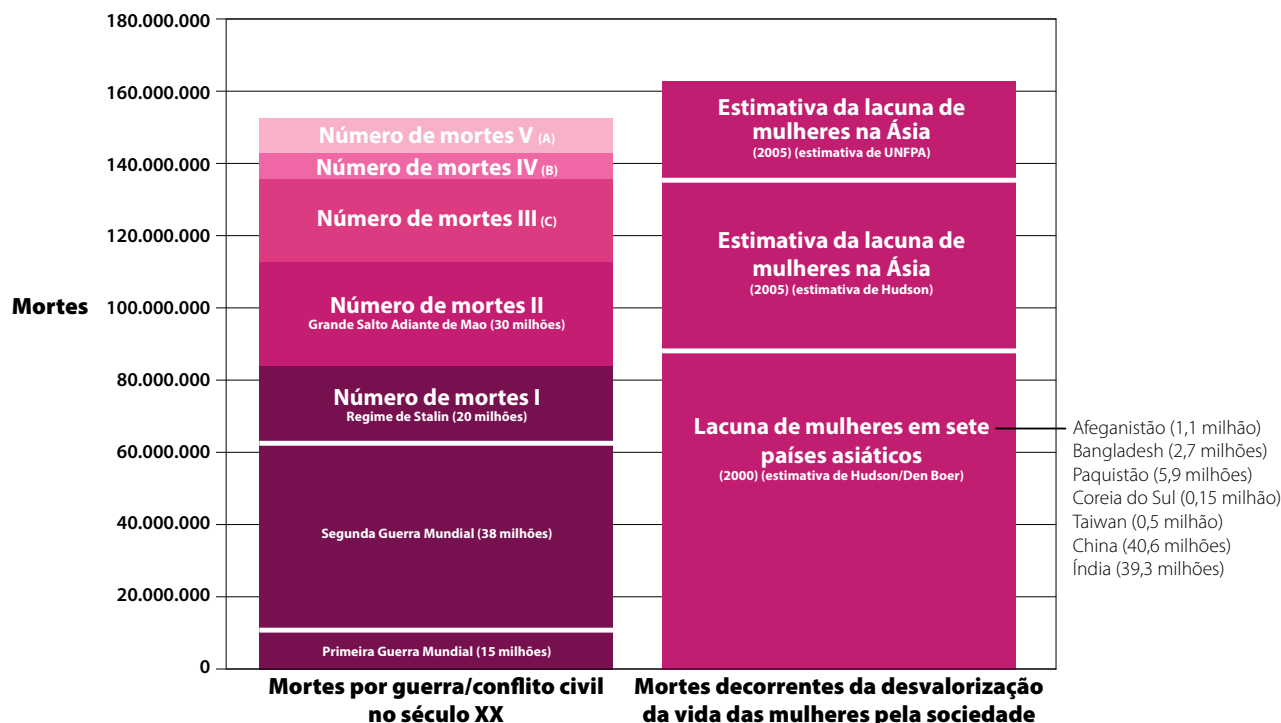 180.000.000
160.000.000
140.000.000
120.000.000
100.000.000
80.000.000
60.000.000
40.000.000
20.000.000
0
Mortes
Número de mortes V (A)
Número de mortes IV (B)
Número de mortes III (C)
Número de mortes II
Grande Salto Adiante de Mao (30 milhões)
Número de mortes I
Regime de Stalin (20 milhões)
Segunda Guerra Mundial (38 milhões)
Primeira Guerra Mundial (15 milhões)
Mortes por guerra/conflito civil
no século XX
Estimativa da lacuna de
mulheres na Ásia
(2005) (estimativa de UNFPA)
Estimativa da lacuna de
mulheres na Ásia
(2005) (estimativa de Hudson)
Lacuna de mulheres em sete
países asiáticos
(2000) (estimativa de Hudson/Den Boer)
Mortes decorrentes da desvalorização
da vida das mulheres pela sociedade
Afeganistão (1,1 milhão)
Bangladesh (2,7 milhões)
Paquistão (5,9 milhões)
Coreia do Sul (0,15 milhão)
Taiwan (0,5 milhão)
China (40,6 milhões)
Índia (39,3 milhões)